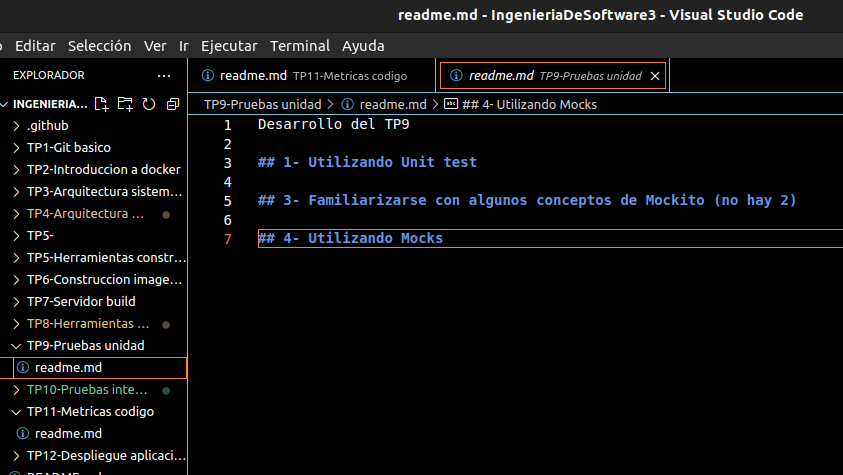 readme.md - IngenieriaDeSoftware3 - Visual Studio Code
Editar Selección Ver Ir Ejecutar Terminal Ayuda
EXPLORADOR ...
readme.md TP11-Metricas codigo
readme.md TP9-Pruebas unidad
INGENIERIA...
TP9-Pruebas unidad > readme.md > ## 4- Utilizando Mocks
.github
TP1-Git basico
TP2-Introduccion a docker
TP3-Arquitectura sistem...
TP4-Arquitectura ...
TP5-
TP5-Herramientas constr...
TP6-Construccion image...
TP7-Servidor build
TP8-Herramientas ...
TP9-Pruebas unidad
readme.md
TP10-Pruebas inte...
TP11-Metricas codigo
readme.md
TP12-Despliegue aplicaci...
1 Desarrollo del TP9
2
3 ## 1- Utilizando Unit test
4
5 ## 3- Familiarizarse con algunos conceptos de Mockito (no hay 2)
6
7 ## 4- Utilizando Mocks